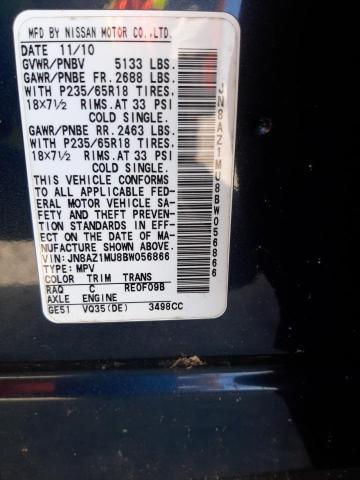 MFD BY NISSAN MOTOR CO.,LTD.
DATE 11/10
GVWR/PNBV 5133 LBS.
GAWR/PNBE FR. 2688 LBS.
WITH P235/65R18 TIRES,
18X7½ RIMS. AT 33 PSI
COLD SINGLE.
GAWR/PNBE RR. 2463 LBS.
WITH P235/65R18 TIRES,
18X7½ RIMS. AT 33 PSI
COLD SINGLE.
THIS VEHICLE CONFORMS
TO ALL APPLICABLE FED-
ERAL MOTOR VEHICLE SA-
FETY AND THEFT PREVENT-
ION STANDARDS IN EFFECT
ON THE DATE OF MA-
NUFACTURE SHOWN ABOVE.
VIN: JN8AZ1MU8BW056866
TYPE: MPV
COLOR TRIM TRANS
RAQ C RE0F09B
AXLE ENGINE
GE51 VQ35(DE) 3498CC
JN8AZ1MU8BW056866